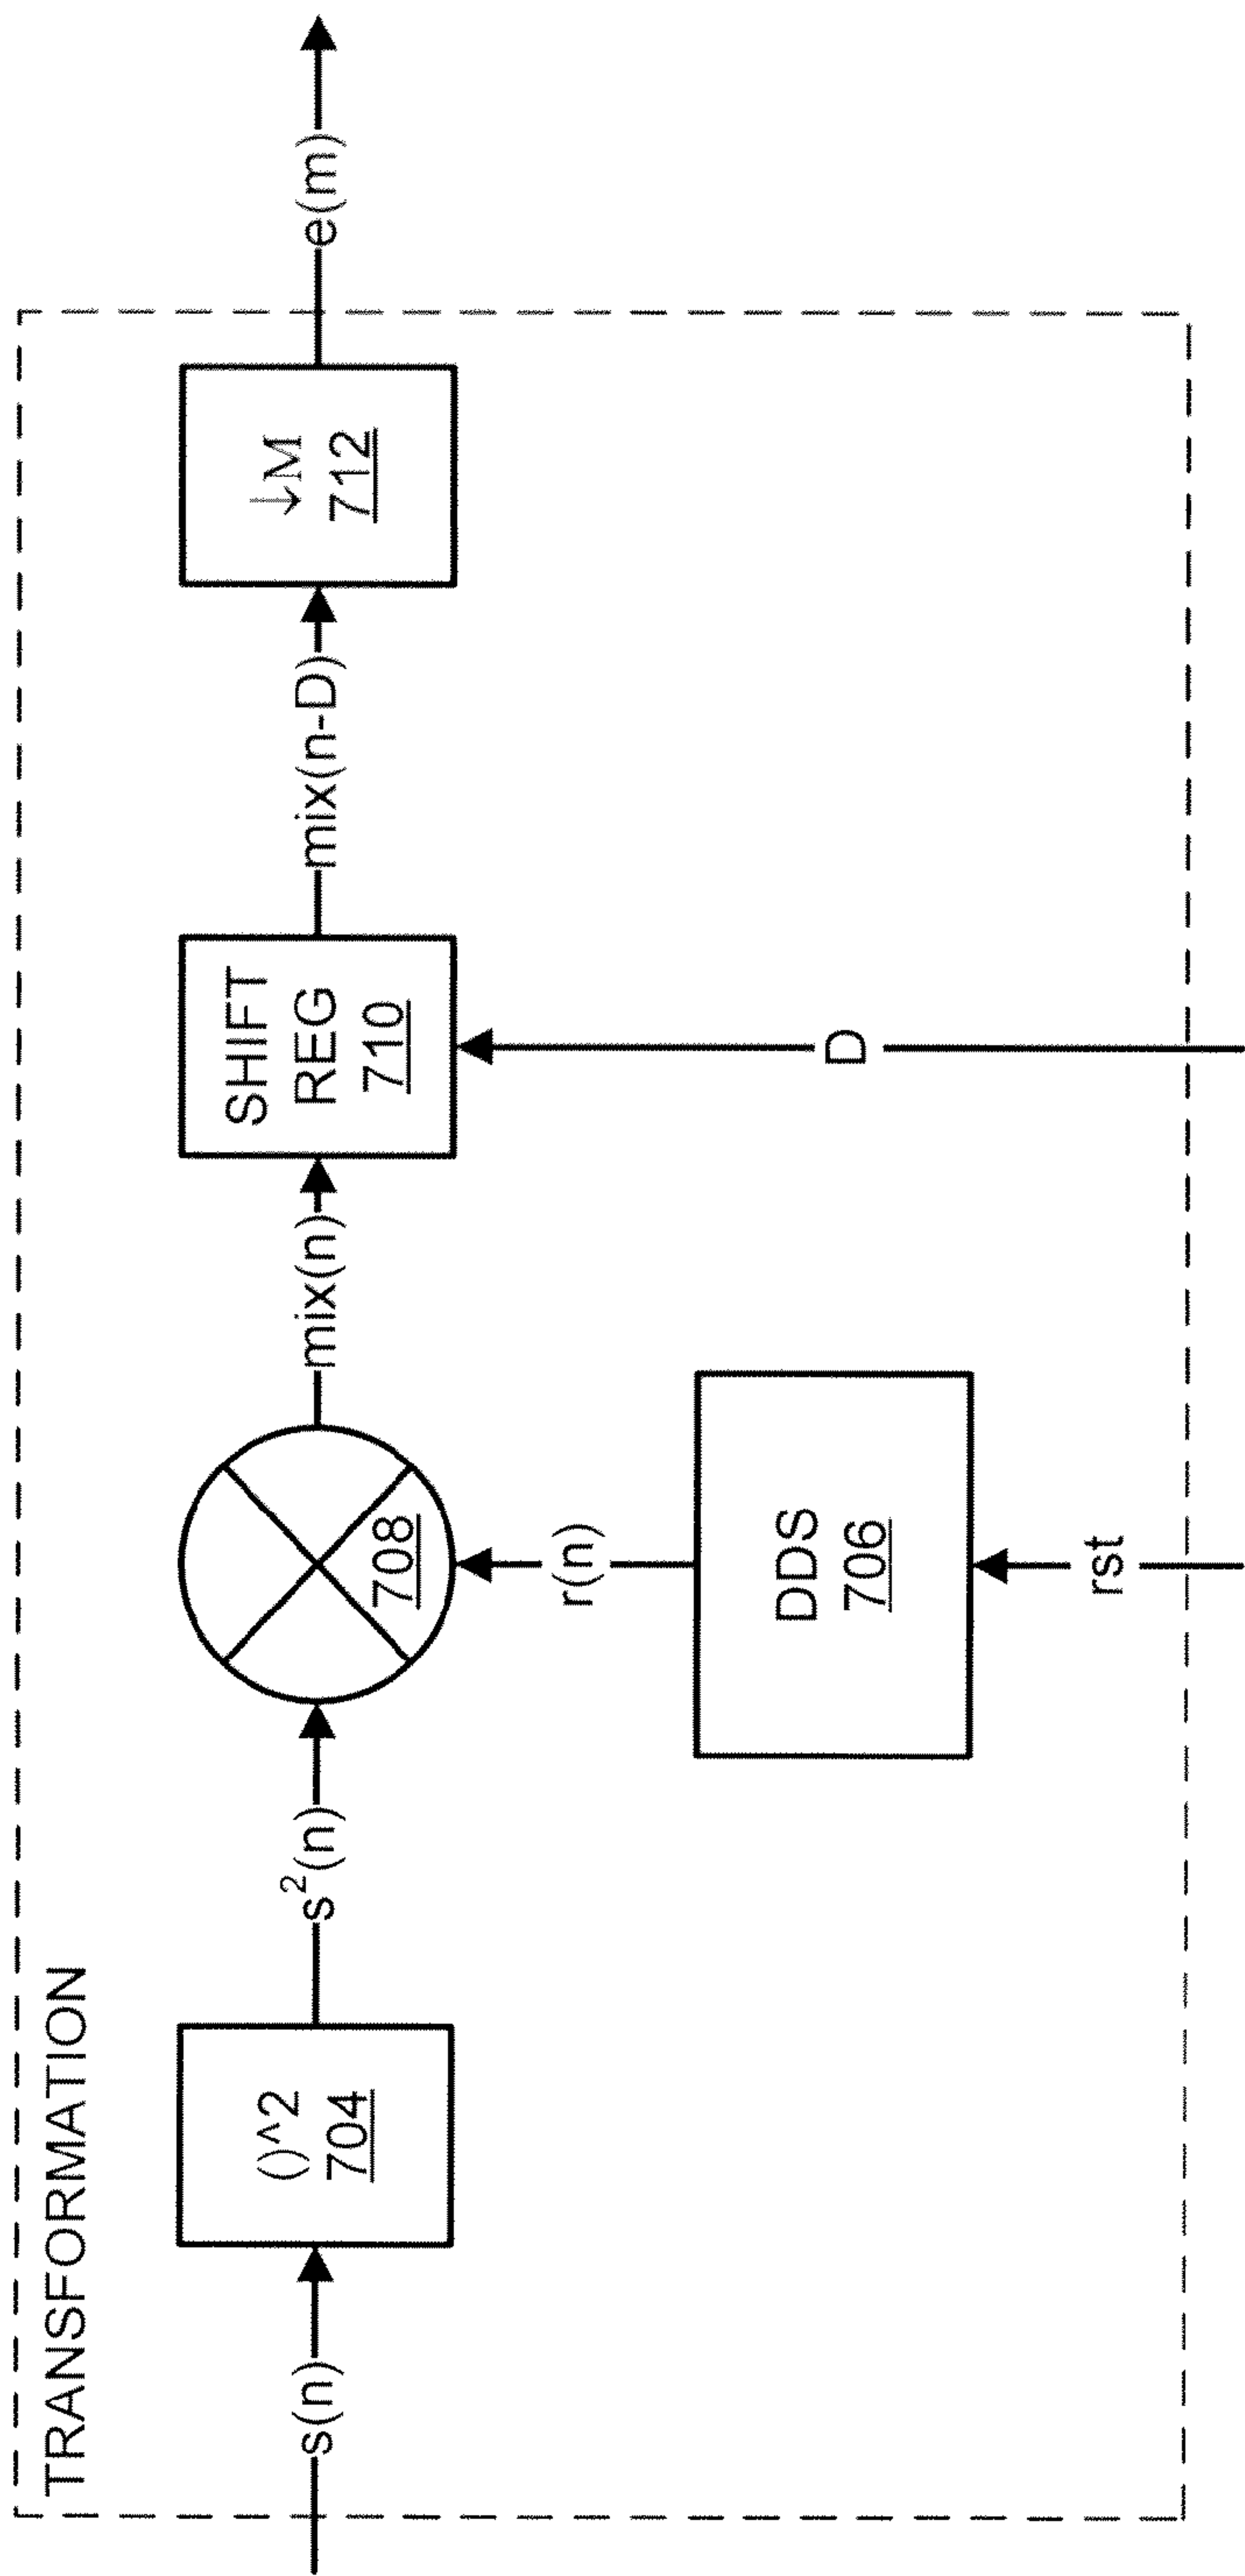 TRANSFORMATION
s(n)
()^2
704
s²(n)
708
mix(n)
SHIFT
REG
710
mix(n-D)
↓M
712
e(m)
r(n)
DDS
706
rst
D